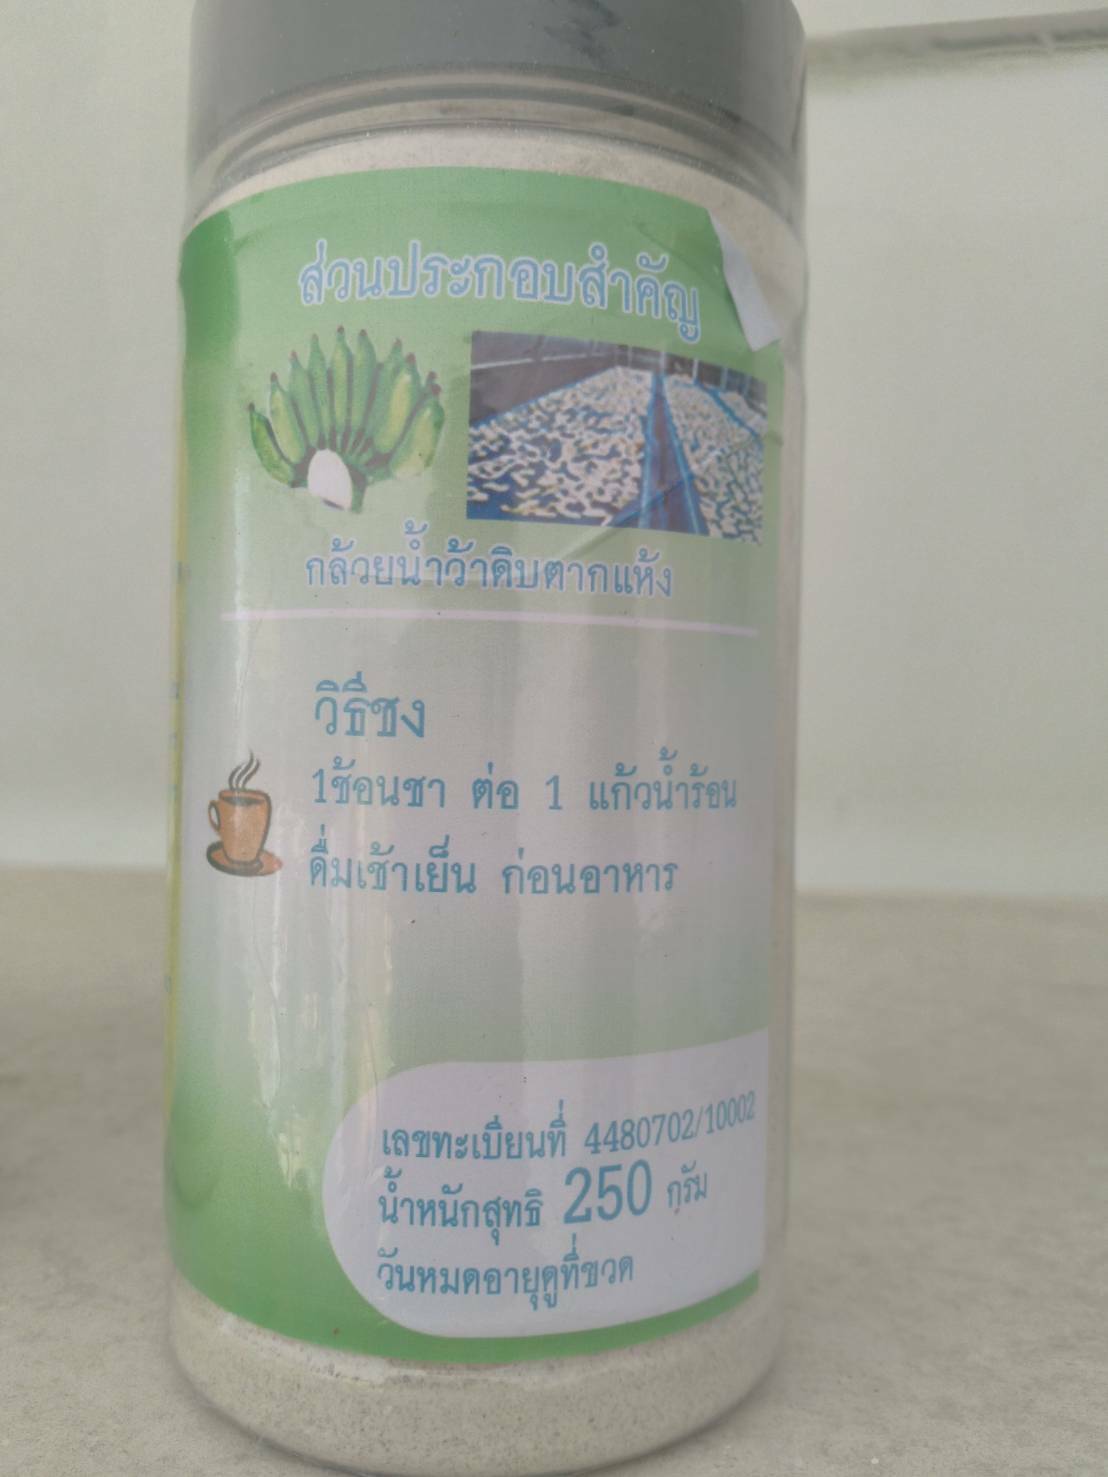 ส่วนประกอบสำคัญ
กล้วยน้ำว้าดิบตากแห้ง
วิธีชง
1ช้อนชา ต่อ 1 แก้วน้ำร้อน
ดื่มเช้าเย็น ก่อนอาหาร
เลขทะเบียนที่ 4480702/10002
น้ำหนักสุทธิ 250 กรัม
วันหมดอายุดูที่ขวด